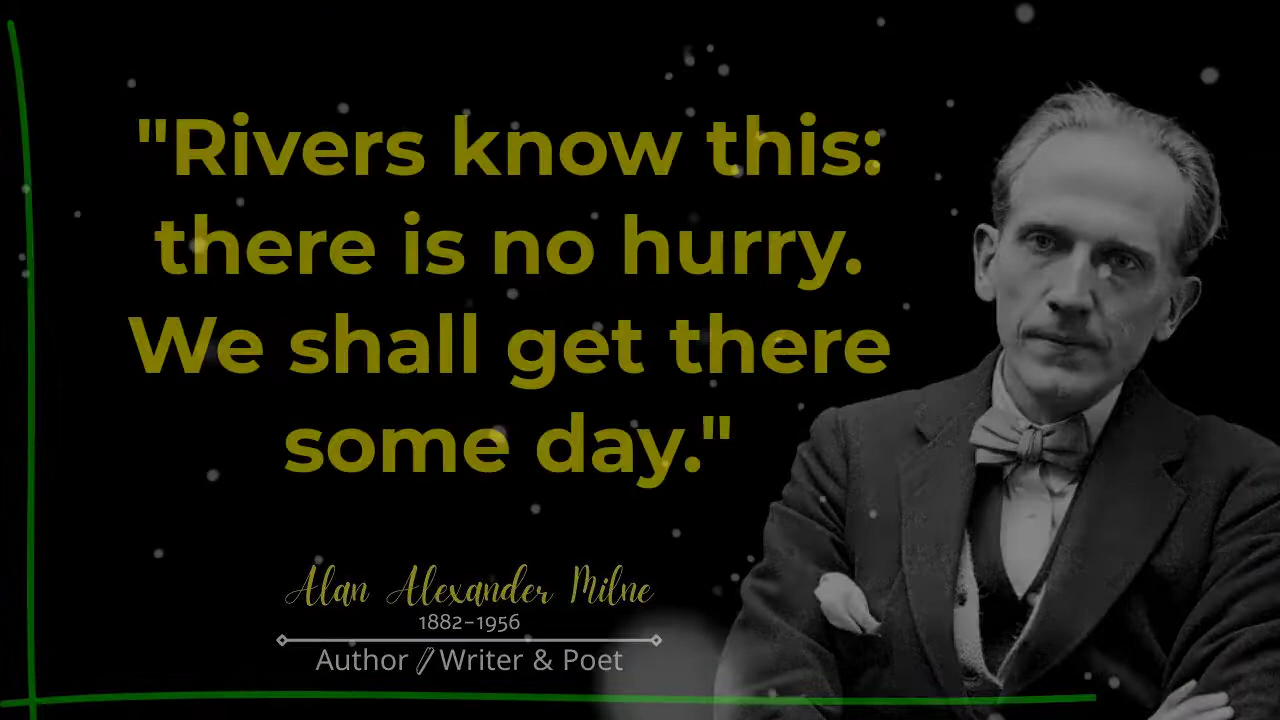 "Rivers know this:
there is no hurry.
We shall get there
some day."
Alan Alexander Milne
1882-1956
Author / Writer & Poet